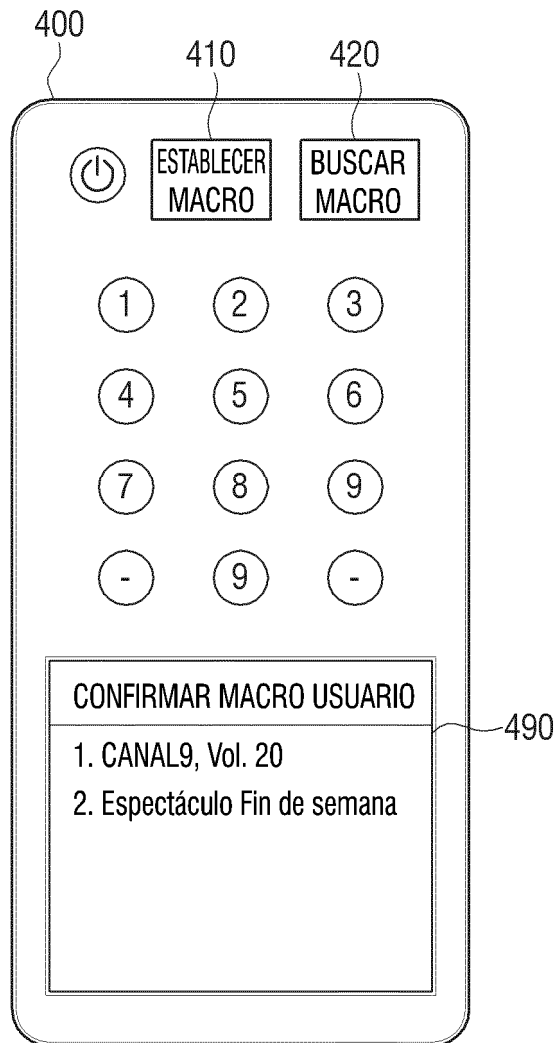 400
410
420
ESTABLECER
MACRO
BUSCAR
MACRO
1
2
3
4
5
6
7
8
9
-
9
-
CONFIRMAR MACRO USUARIO
490
1. CANAL9, Vol. 20
2. Espectáculo Fin de semana